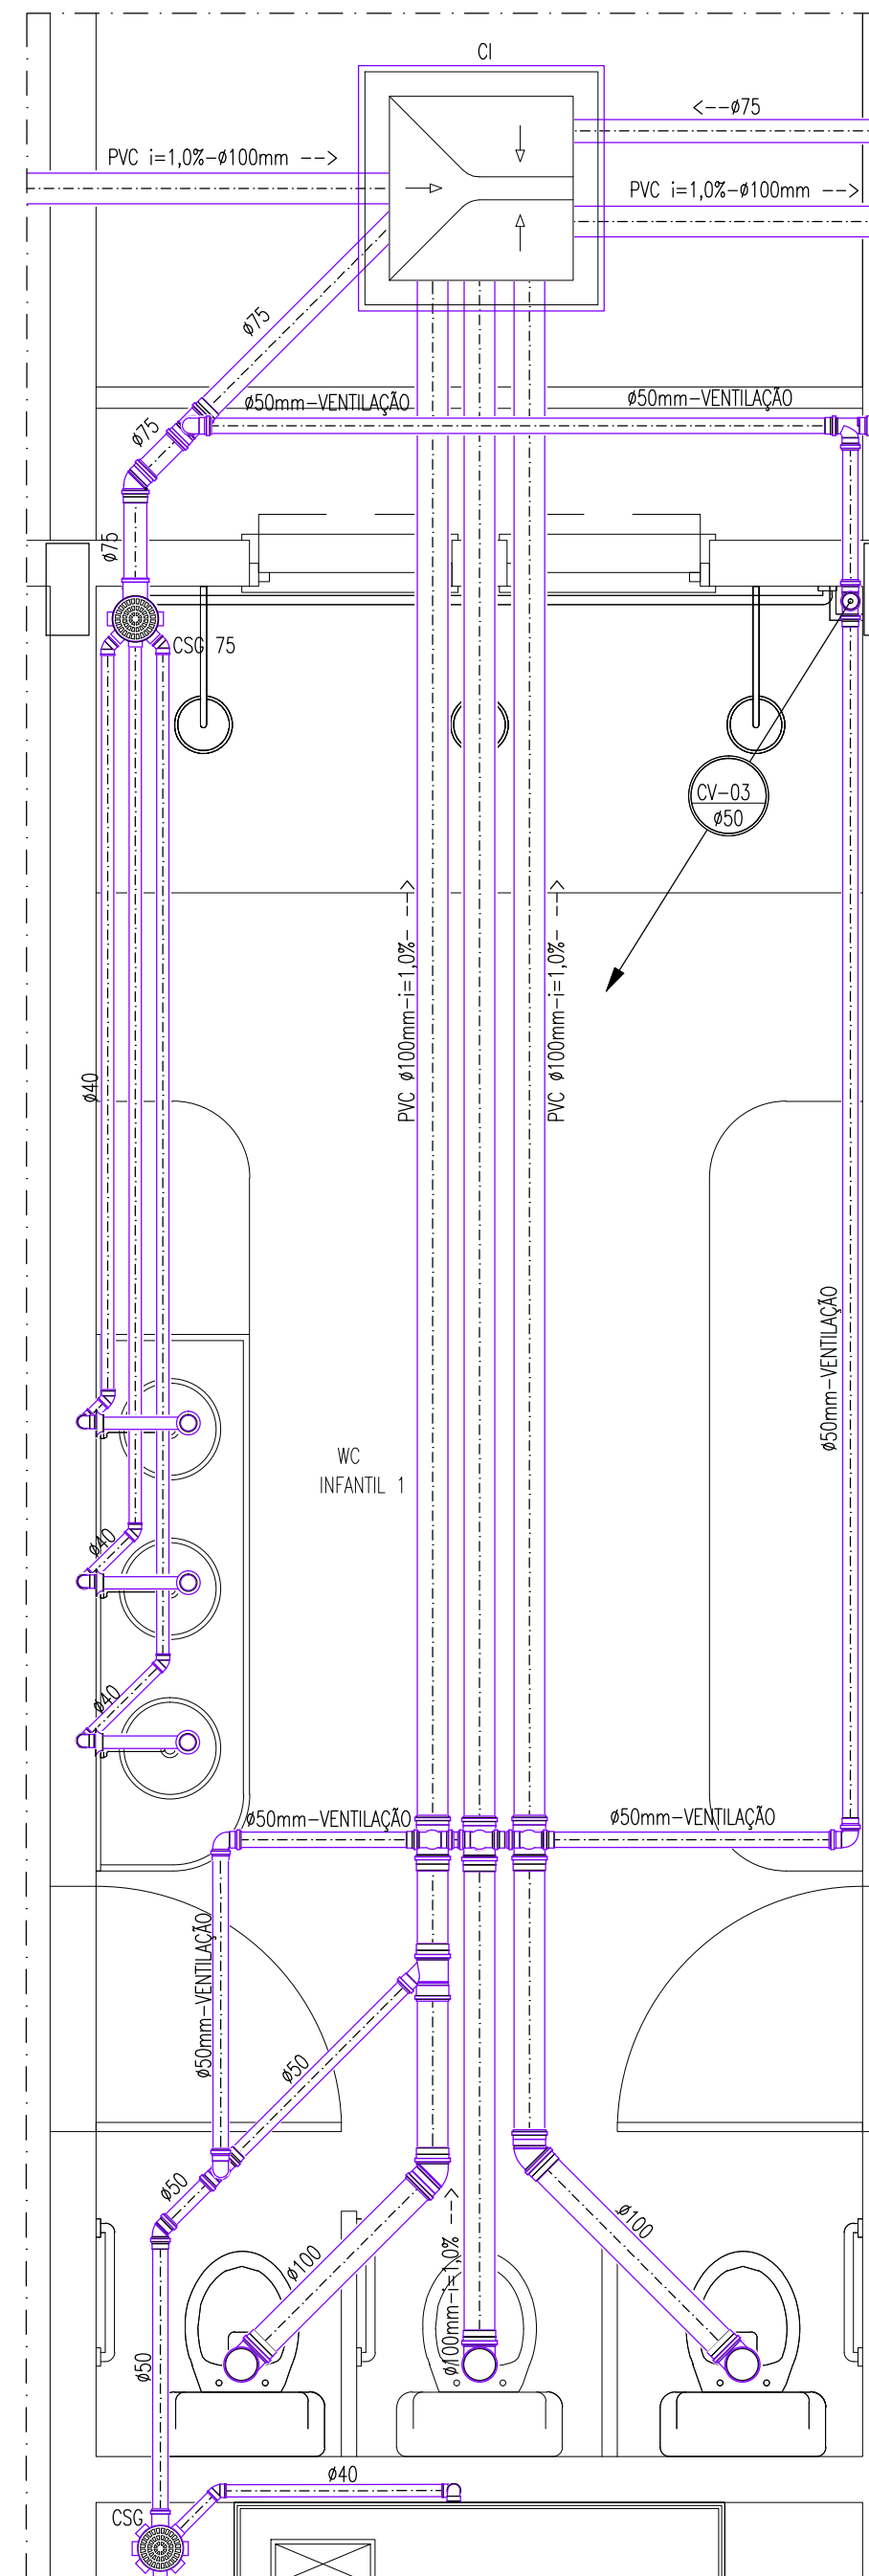 CI
<--ø75
PVC i=1,0%-ø100mm -->
PVC i=1,0%-ø100mm -->
ø75
ø50mm-VENTILAÇÃO
ø50mm-VENTILAÇÃO
ø75
ø75
CSG 75
CV-03
ø50
PVC ø100mm-i=1,0%- -->
PVC ø100mm-i=1,0%- -->
ø40
ø50mm-VENTILAÇÃO
WC
INFANTIL 1
ø40
ø40
ø50mm-VENTILAÇÃO
ø50mm-VENTILAÇÃO
ø50mm-VENTILAÇÃO
ø50
ø50
ø100
ø100
ø100mm-i=1,0% -->
ø50
ø40
CSG